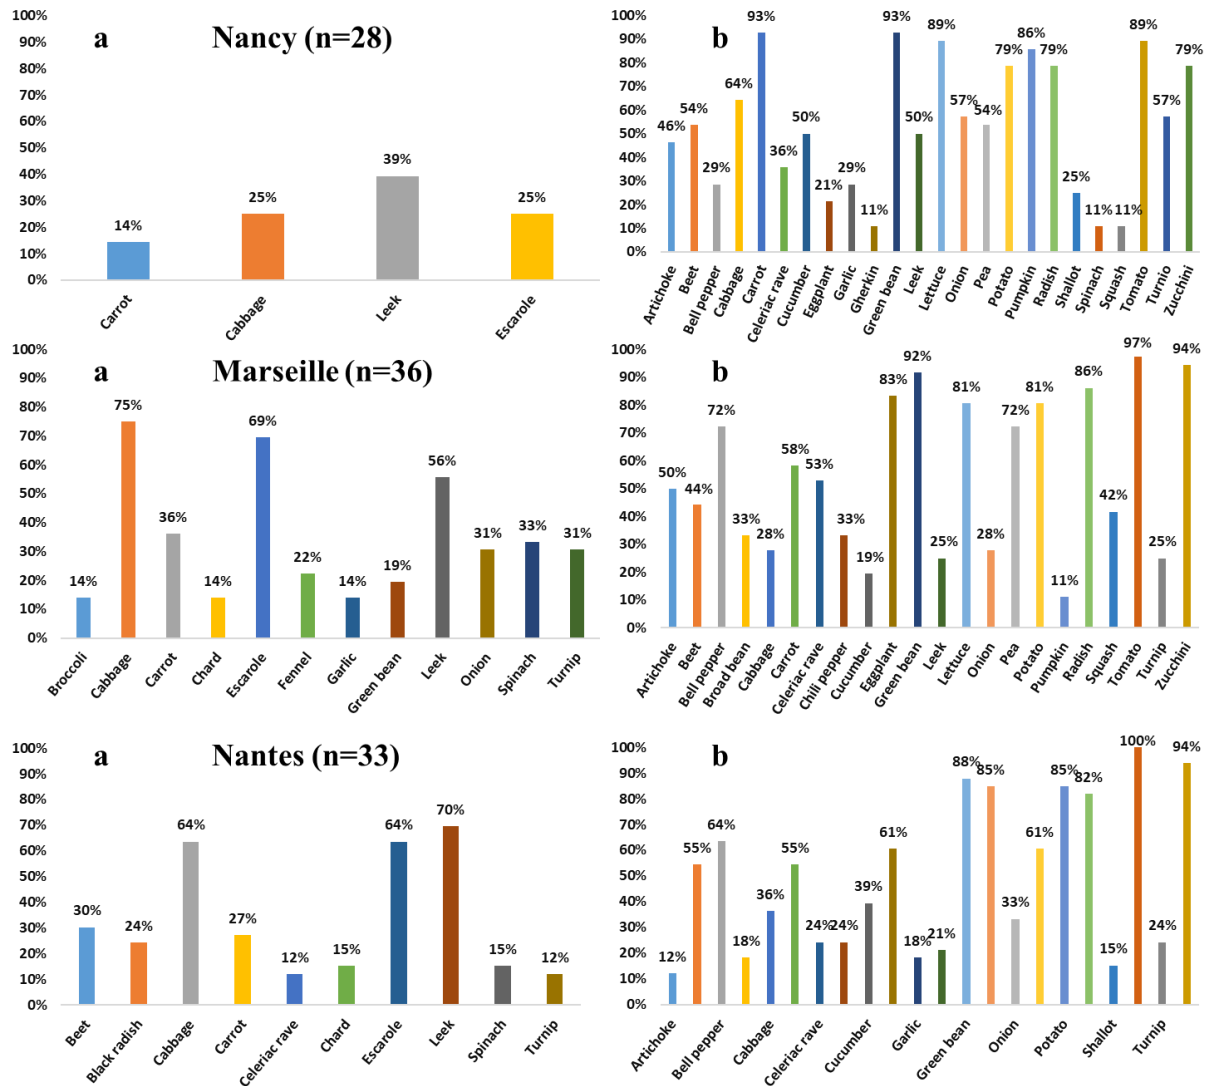 a Nancy (n=28)
100%
90%
80%
70%
60%
50%
40%
30%
20%
10%
0%
14%
25%
39%
25%
Carrot
Cabbage
Leek
Escarole
b
100%
90%
80%
70%
60%
50%
40%
30%
20%
10%
0%
46%
54%
29%
64%
93%
36%
50%
21%
29%
11%
93%
50%
89%
57%
54%
79%
86%
79%
25%
11%
11%
89%
57%
79%
Artichoke
Beet
Bell pepper
Cabbage
Carrot
Celeriac rave
Cucumber
Eggplant
Garlic
Gherkin
Green bean
Leek
Lettuce
Onion
Pea
Potato
Pumpkin
Radish
Shallot
Spinach
Squash
Tomato
Turnio
Zucchini
a Marseille (n=36)
100%
90%
80%
70%
60%
50%
40%
30%
20%
10%
0%
14%
75%
36%
14%
69%
22%
14%
19%
56%
31%
33%
31%
Broccoli
Cabbage
Carrot
Chard
Escarole
Fennel
Garlic
Green bean
Leek
Onion
Spinach
Turnip
b
100%
90%
80%
70%
60%
50%
40%
30%
20%
10%
0%
50%
44%
72%
33%
28%
58%
53%
33%
19%
83%
92%
25%
81%
28%
72%
81%
11%
86%
42%
97%
25%
94%
Artichoke
Beet
Bell pepper
Broad bean
Cabbage
Carrot
Celeriac rave
Chili pepper
Cucumber
Eggplant
Green bean
Leek
Lettuce
Onion
Pea
Potato
Pumpkin
Radish
Squash
Tomato
Turnip
Zucchini
a Nantes (n=33)
100%
90%
80%
70%
60%
50%
40%
30%
20%
10%
0%
30%
24%
64%
27%
12%
15%
64%
70%
15%
12%
Beet
Black radish
Cabbage
Carrot
Celeriac rave
Chard
Escarole
Leek
Spinach
Turnip
b
100%
90%
80%
70%
60%
50%
40%
30%
20%
10%
0%
12%
55%
64%
18%
36%
55%
24%
24%
39%
61%
18%
21%
88%
85%
33%
61%
85%
82%
15%
100%
24%
94%
Artichoke
Bell pepper
Cabbage
Celeriac rave
Cucumber
Garlic
Green bean
Onion
Potato
Shallot
Turnip